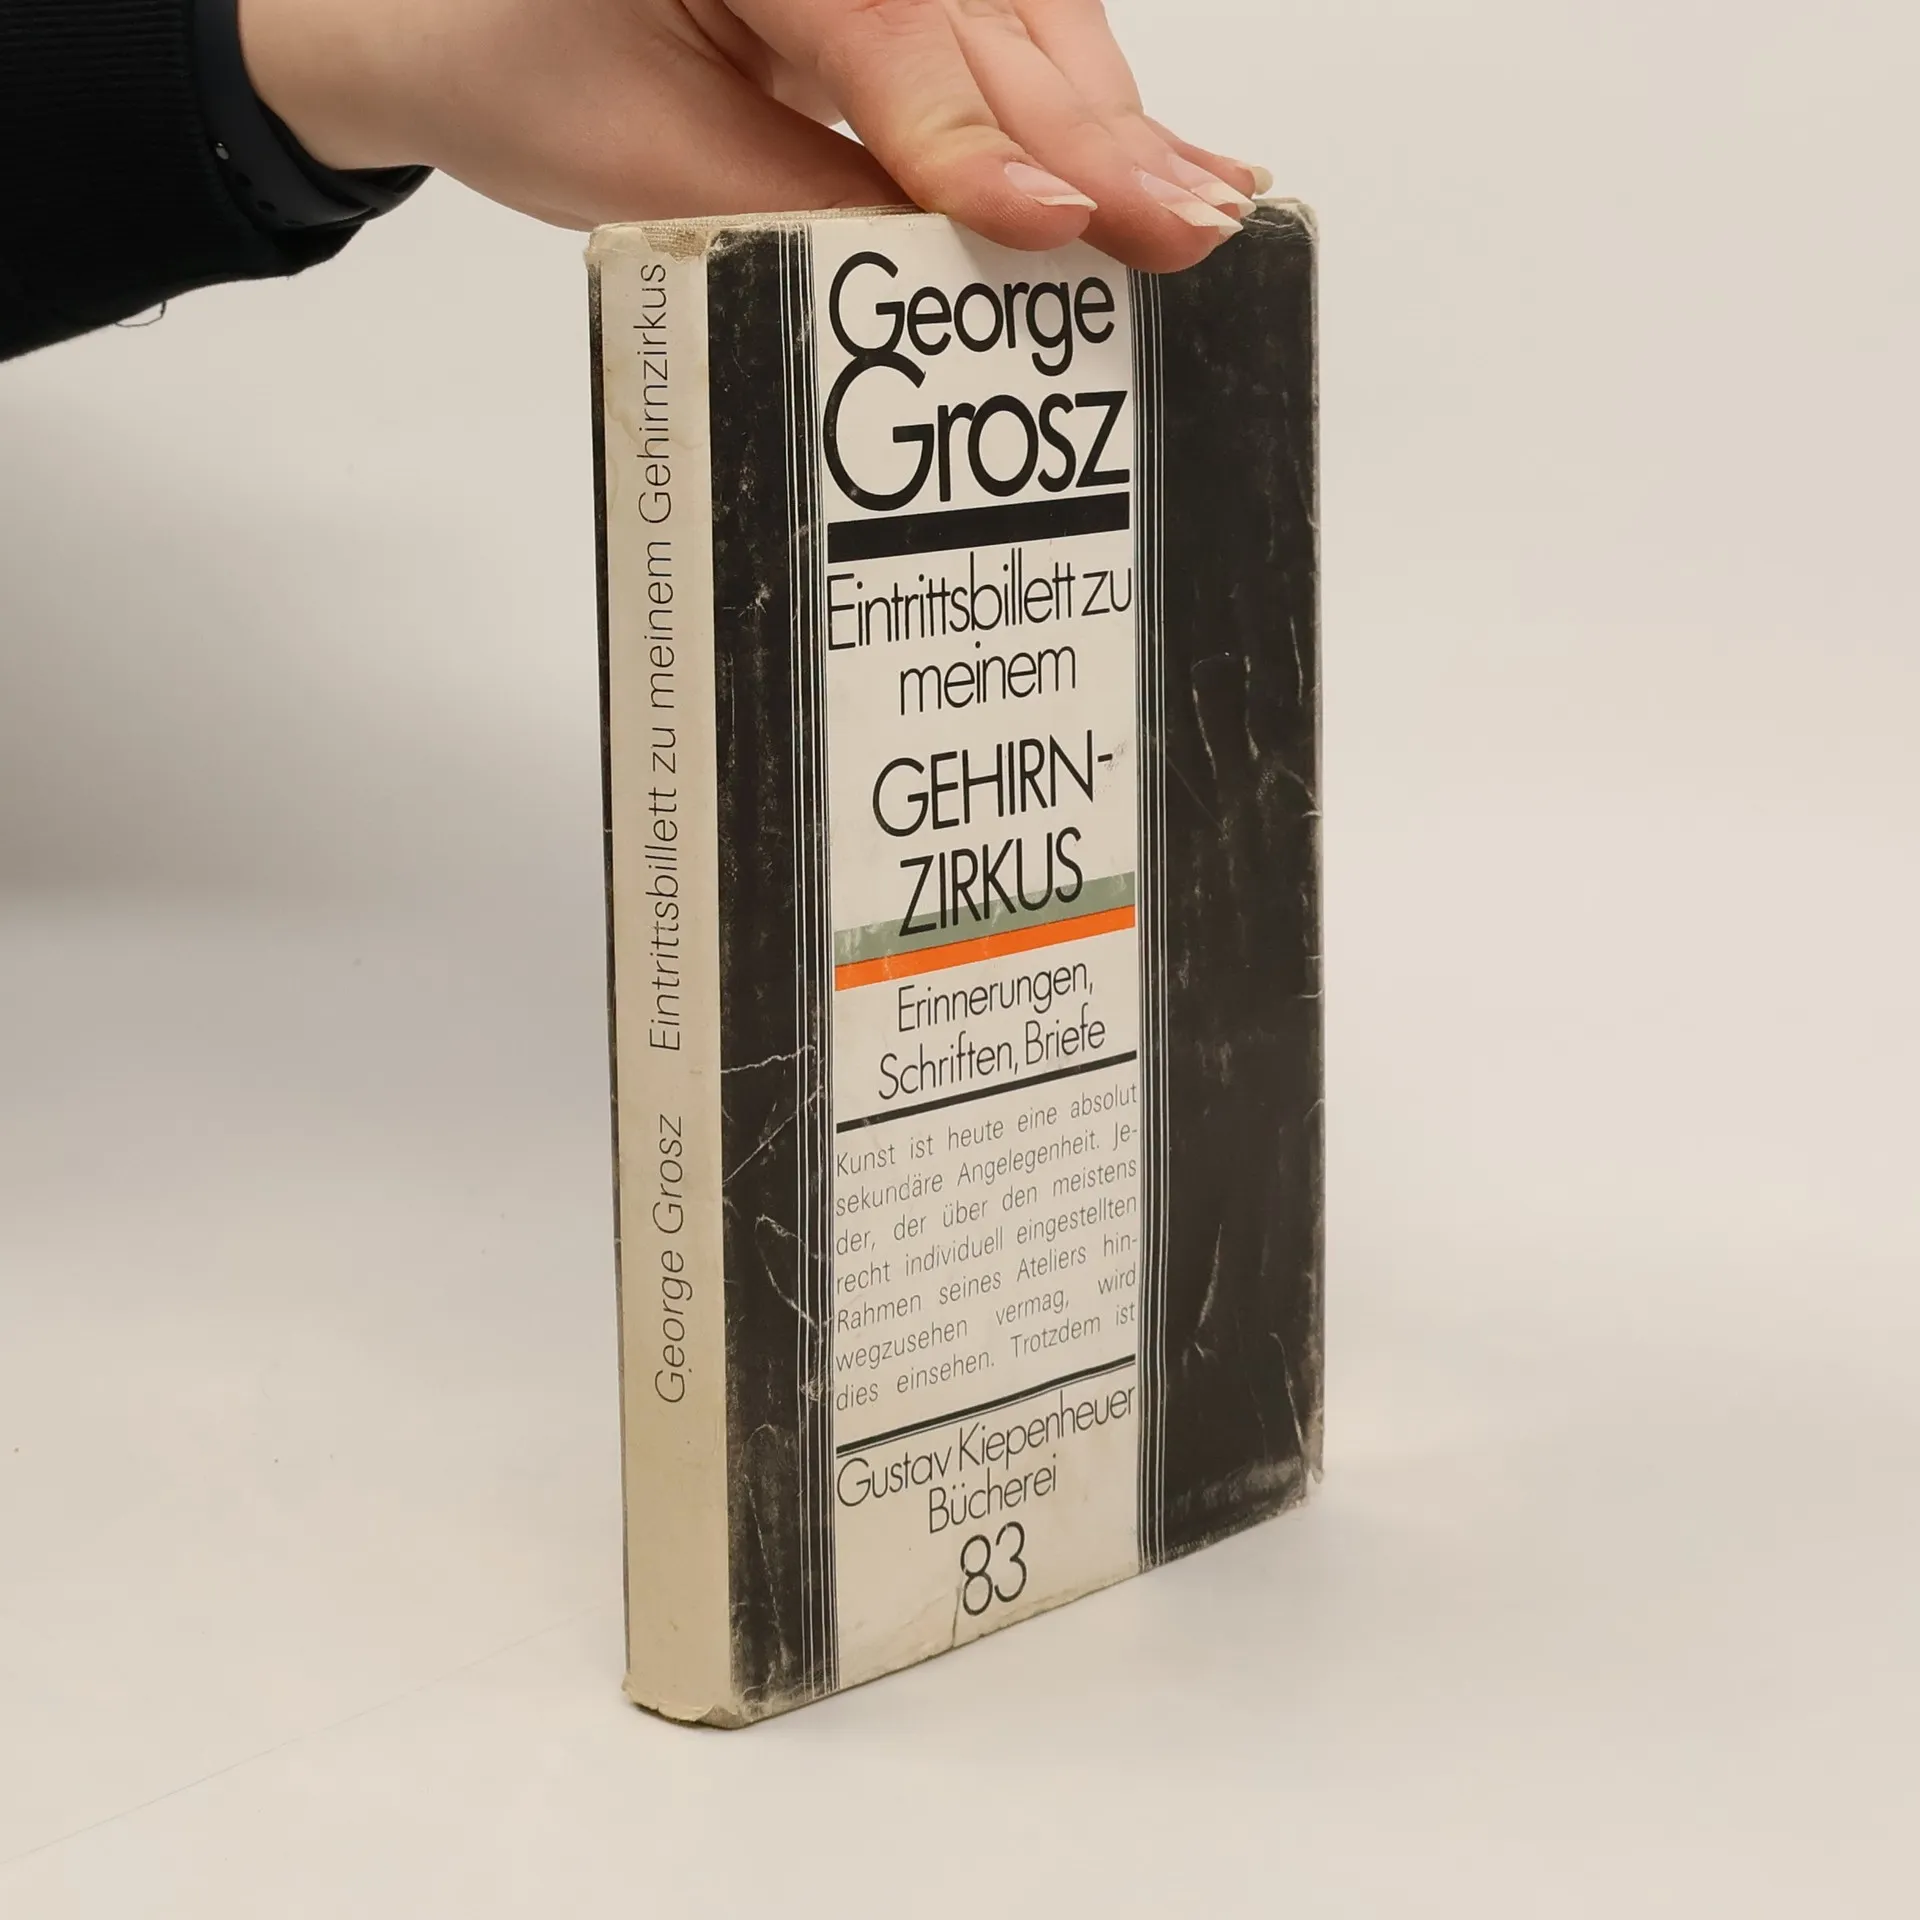 George Grosz Eintrittsbillett zu meinem Gehirnzirkus
George
Grosz
Eintrittsbillett zu
meinem
GEHIRN-
ZIRKUS
Erinnerungen,
Schriften, Briefe
Kunst ist heute eine absolut
sekundäre Angelegenheit. Je-
der, der über den meistens
recht individuell eingestellten
Rahmen seines Ateliers hin-
wegzusehen vermag, wird
dies einsehen. Trotzdem ist
Gustav Kiepenheuer
Bücherei
83